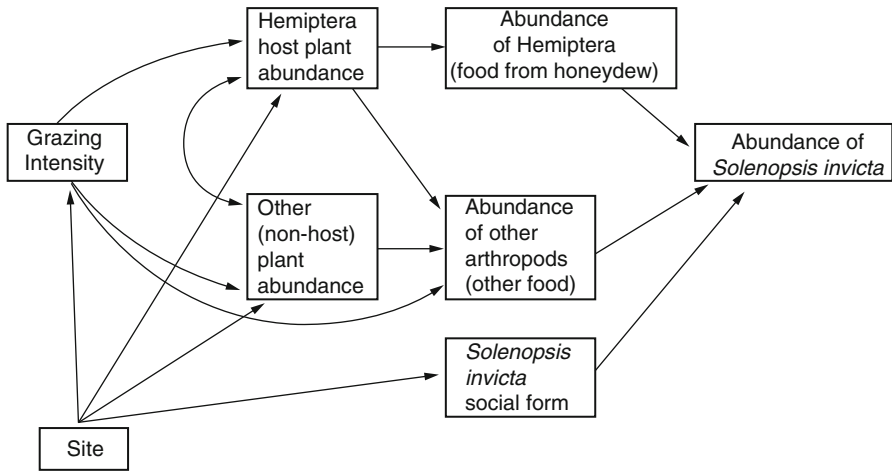 Hemiptera
host plant
abundance
Abundance
of Hemiptera
(food from honeydew)
Grazing
Intensity
Abundance of
Solenopsis invicta
Other
(non-host)
plant
abundance
Abundance
of other
arthropods
(other food)
Solenopsis
invicta
social form
Site